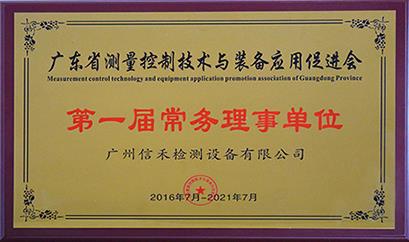 广东省测量控制技术与装备应用促进会
Measurement control technology and equipment application promotion association of Guangdong Province
第一届常务理事单位
广州信禾检测设备有限公司
2016年7月-2021年7月